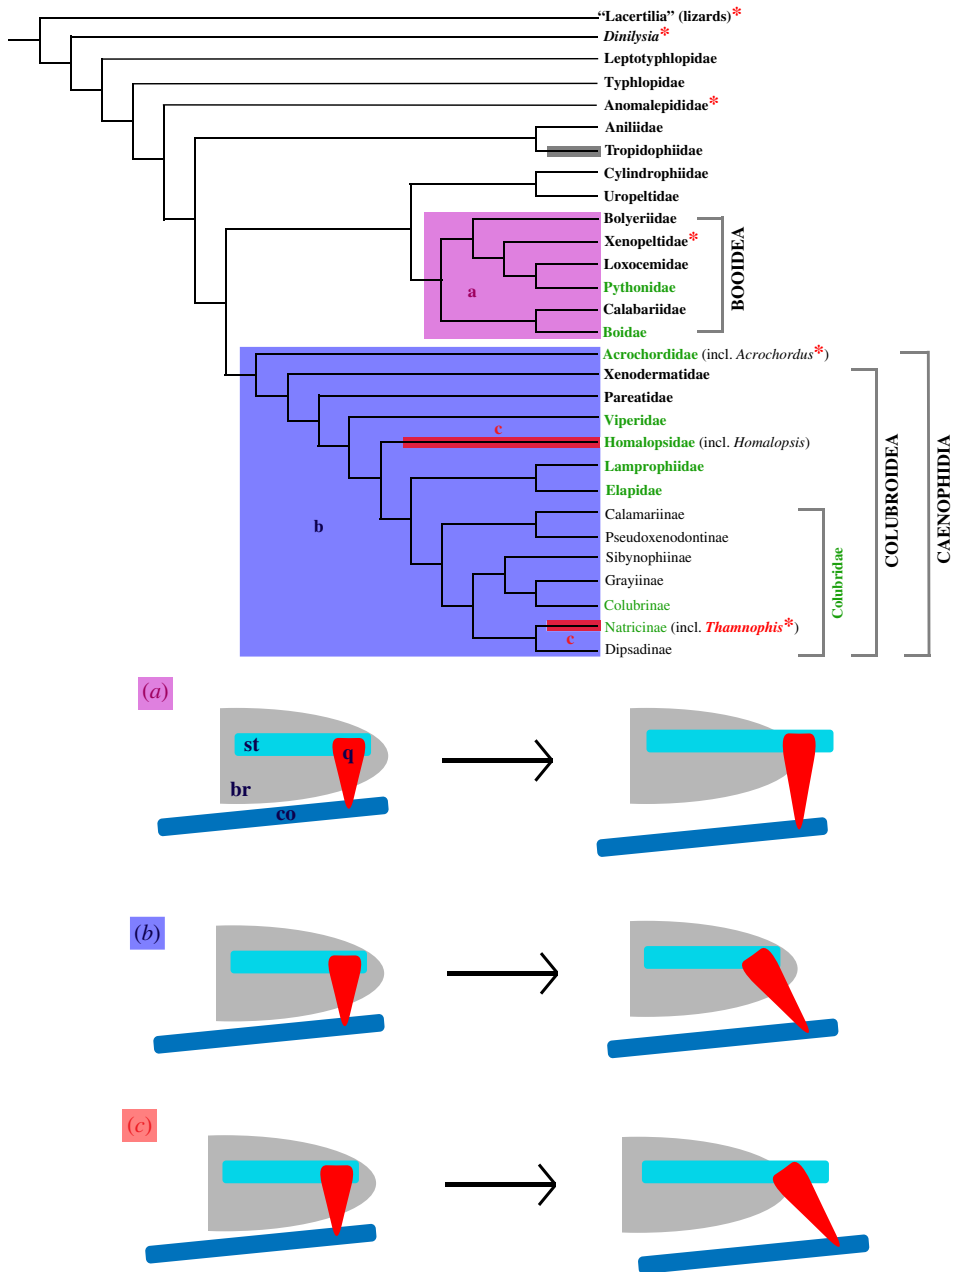 “Lacertilia” (lizards)*
Dinilysia*
Leptotyphlopidae
Typhlopidae
Anomalepididae*
Aniliidae
Tropidophiidae
Cylindrophiidae
Uropeltidae
Bolyeriidae
Xenopeltidae*
Loxocemidae
Pythonidae
Calabariidae
Boidae
a
BOOIDEA
Acrochordidae (incl. Acrochordus*)
Xenodermatidae
Pareatidae
Viperidae
c
Homalopsidae (incl. Homalopsis)
Lamprophiidae
Elapidae
b
Calamariinae
Pseudoxenodontinae
Sibynophiinae
Grayiinae
Colubrinae
Natricinae (incl. Thamnophis*)
c
Dipsadinae
Colubridae
COLUBROIDEA
CAENOPHIDIA
(a)
st
q
br
co
(b)
(c)